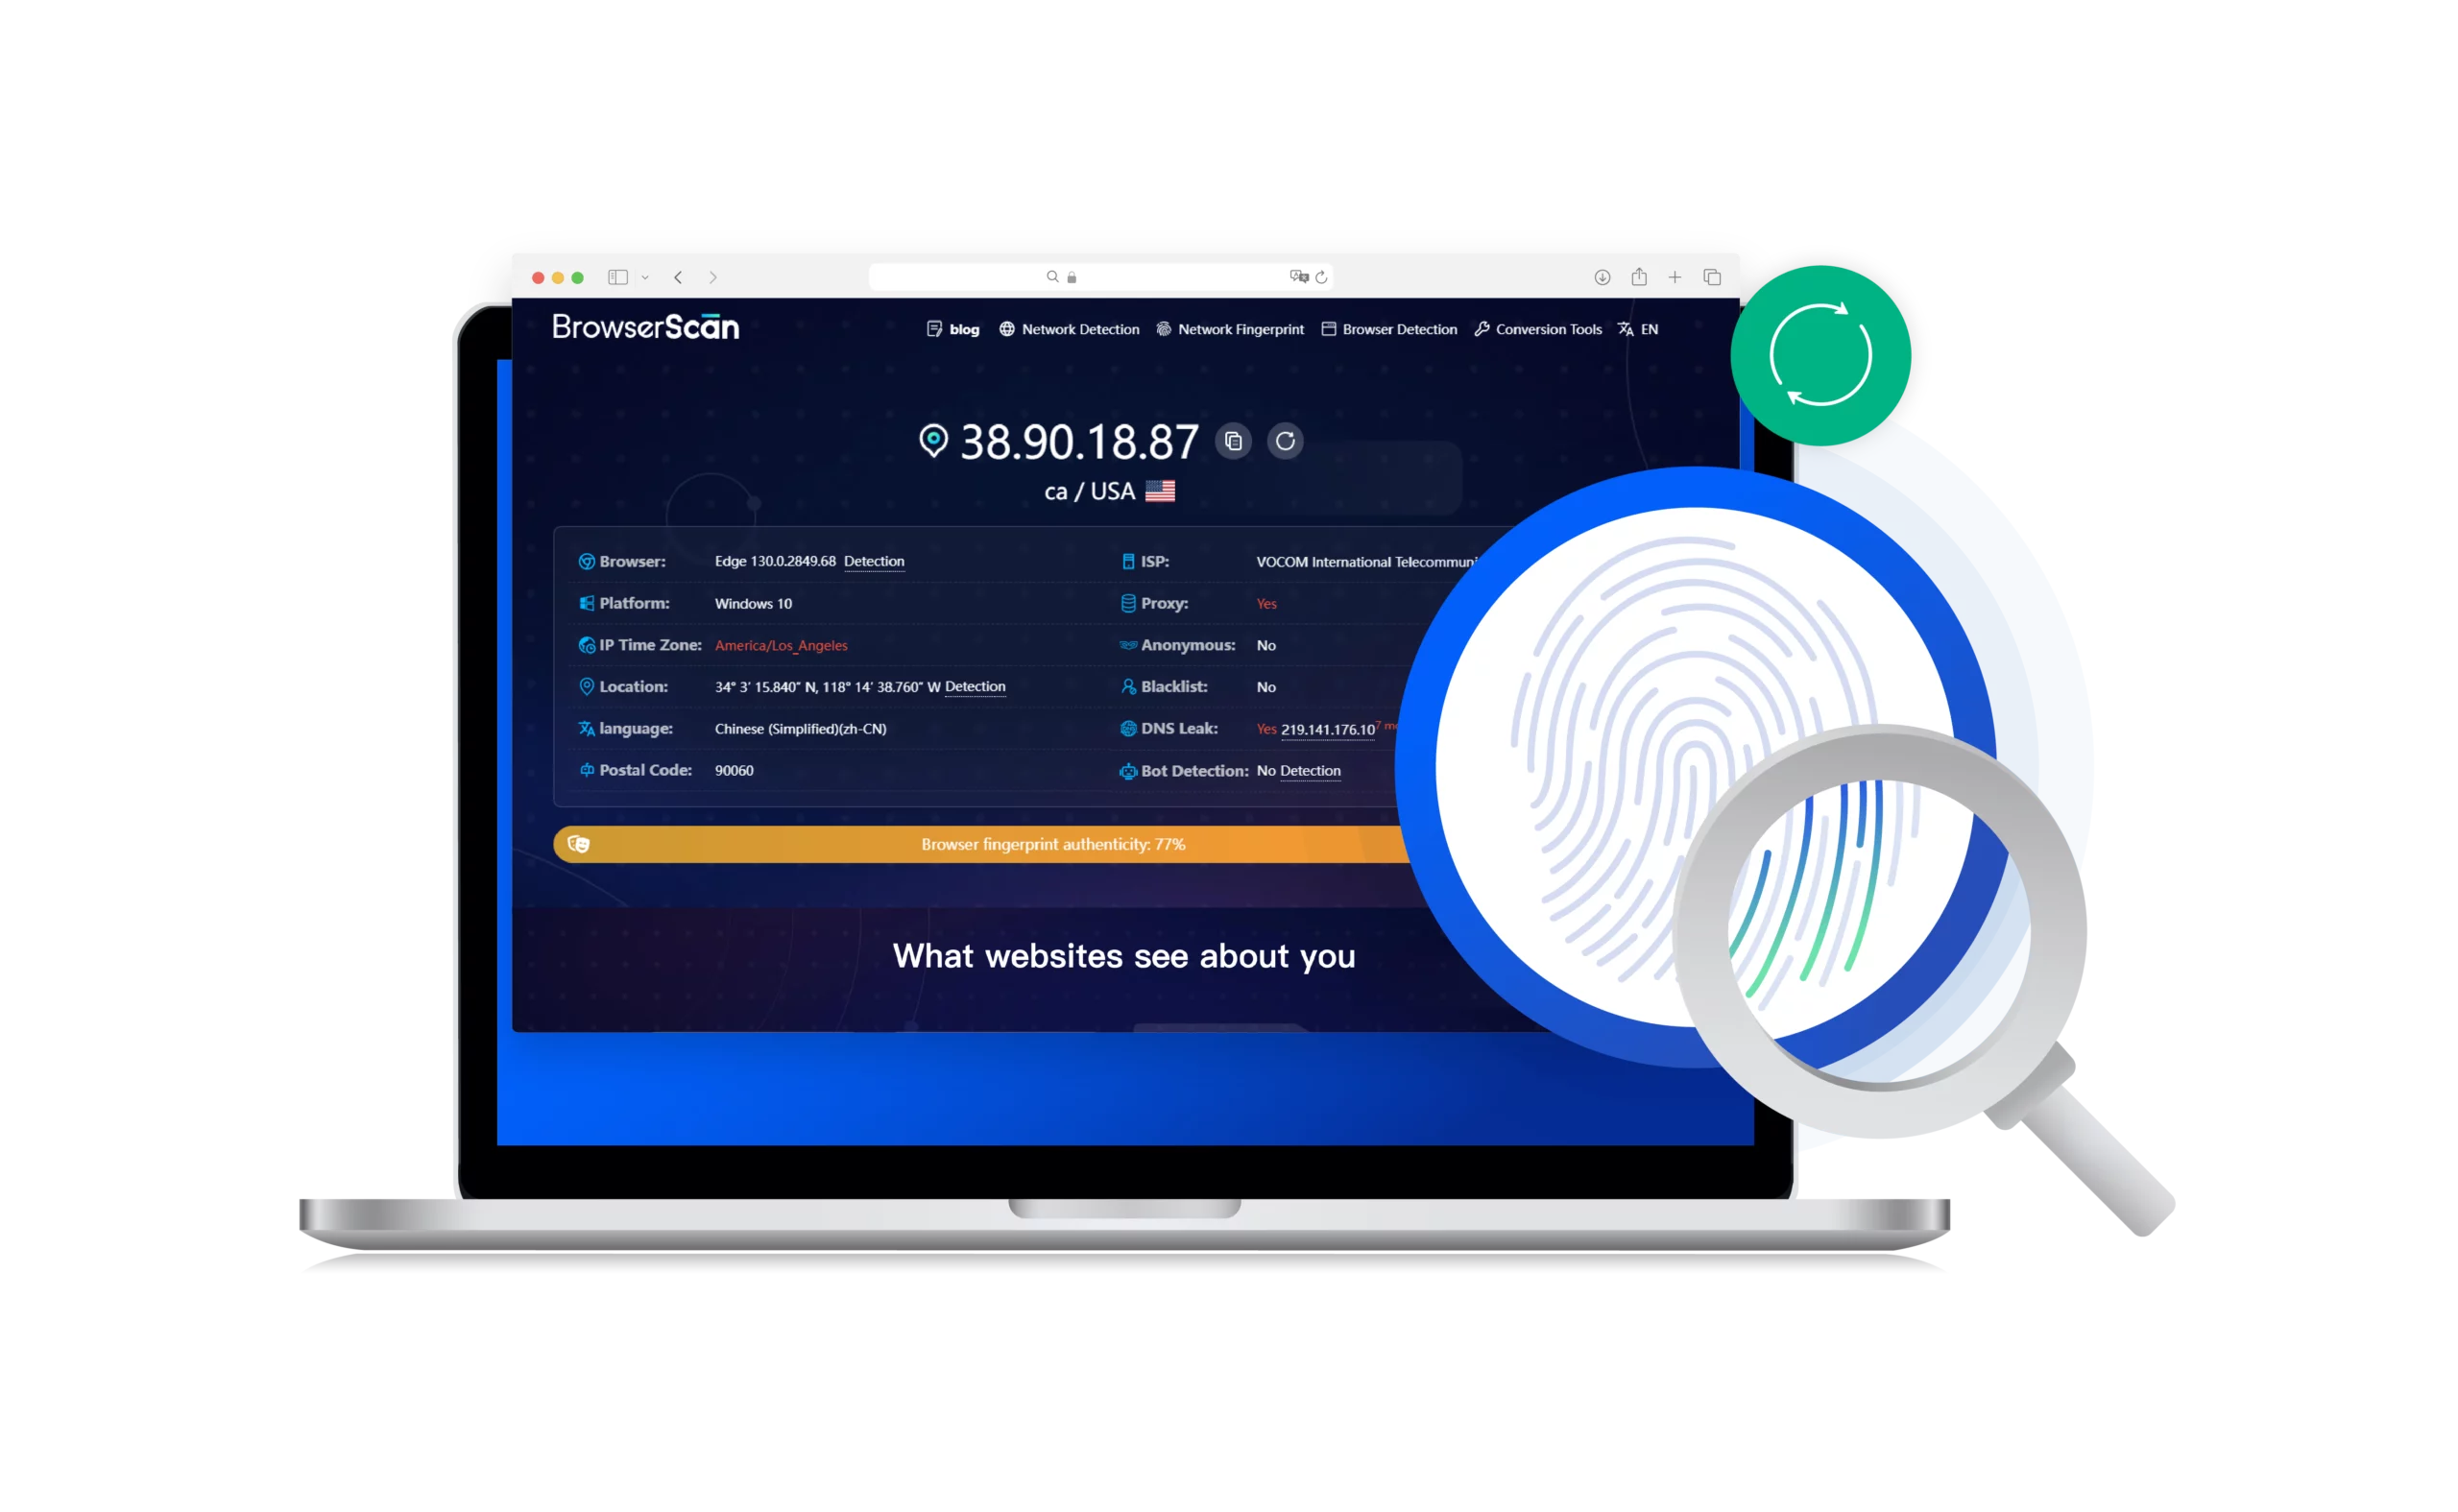 BrowserScan
blog Network Detection Network Fingerprint Browser Detection Conversion Tools EN
38.90.18.87
ca / USA
Browser: Edge 130.0.2849.68 Detection
Platform: Windows 10
IP Time Zone: America/Los_Angeles
Location: 34° 3' 15.840" N, 118° 14' 38.760" W Detection
language: Chinese (Simplified)(zh-CN)
Postal Code: 90060
ISP: VOCOM International
Proxy: Yes
Anonymous: No
Blacklist: No
DNS Leak: Yes 219.141.176.10 7
Bot Detection: No Detection
Browser fingerprint authenticity: 77%
What websites see about you